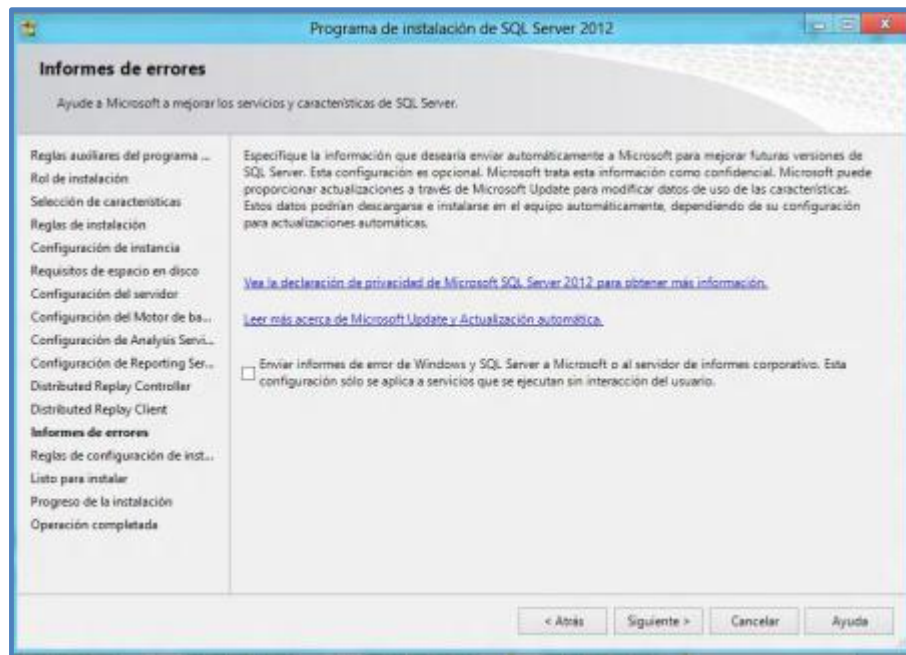 Programa de instalación de SQL Server 2012
Informes de errores
Ayude a Microsoft a mejorar los servicios y características de SQL Server.
Reglas auxiliares del programa ...
Rol de instalación
Selección de características
Reglas de instalación
Configuración de instancia
Requisitos de espacio en disco
Configuración del servidor
Configuración del Motor de ba...
Configuración de Analysis Servi...
Configuración de Reporting Ser...
Distributed Replay Controller
Distributed Replay Client
Informes de errores
Reglas de configuración de inst...
Listo para instalar
Progreso de la instalación
Operación completada
Especifique la información que desearía enviar automáticamente a Microsoft para mejorar futuras versiones de
SQL Server. Esta configuración es opcional. Microsoft trata esta información como confidencial. Microsoft puede
proporcionar actualizaciones a través de Microsoft Update para modificar datos de uso de las características.
Estos datos podrían descargarse e instalarse en el equipo automáticamente, dependiendo de su configuración
para actualizaciones automáticas.
Vea la declaración de privacidad de Microsoft SQL Server 2012 para obtener más información.
Leer más acerca de Microsoft Update y Actualización automática.
Enviar informes de error de Windows y SQL Server a Microsoft o al servidor de informes corporativo. Esta
configuración sólo se aplica a servicios que se ejecutan sin interacción del usuario.
< Atrás
Siguiente >
Cancelar
Ayuda